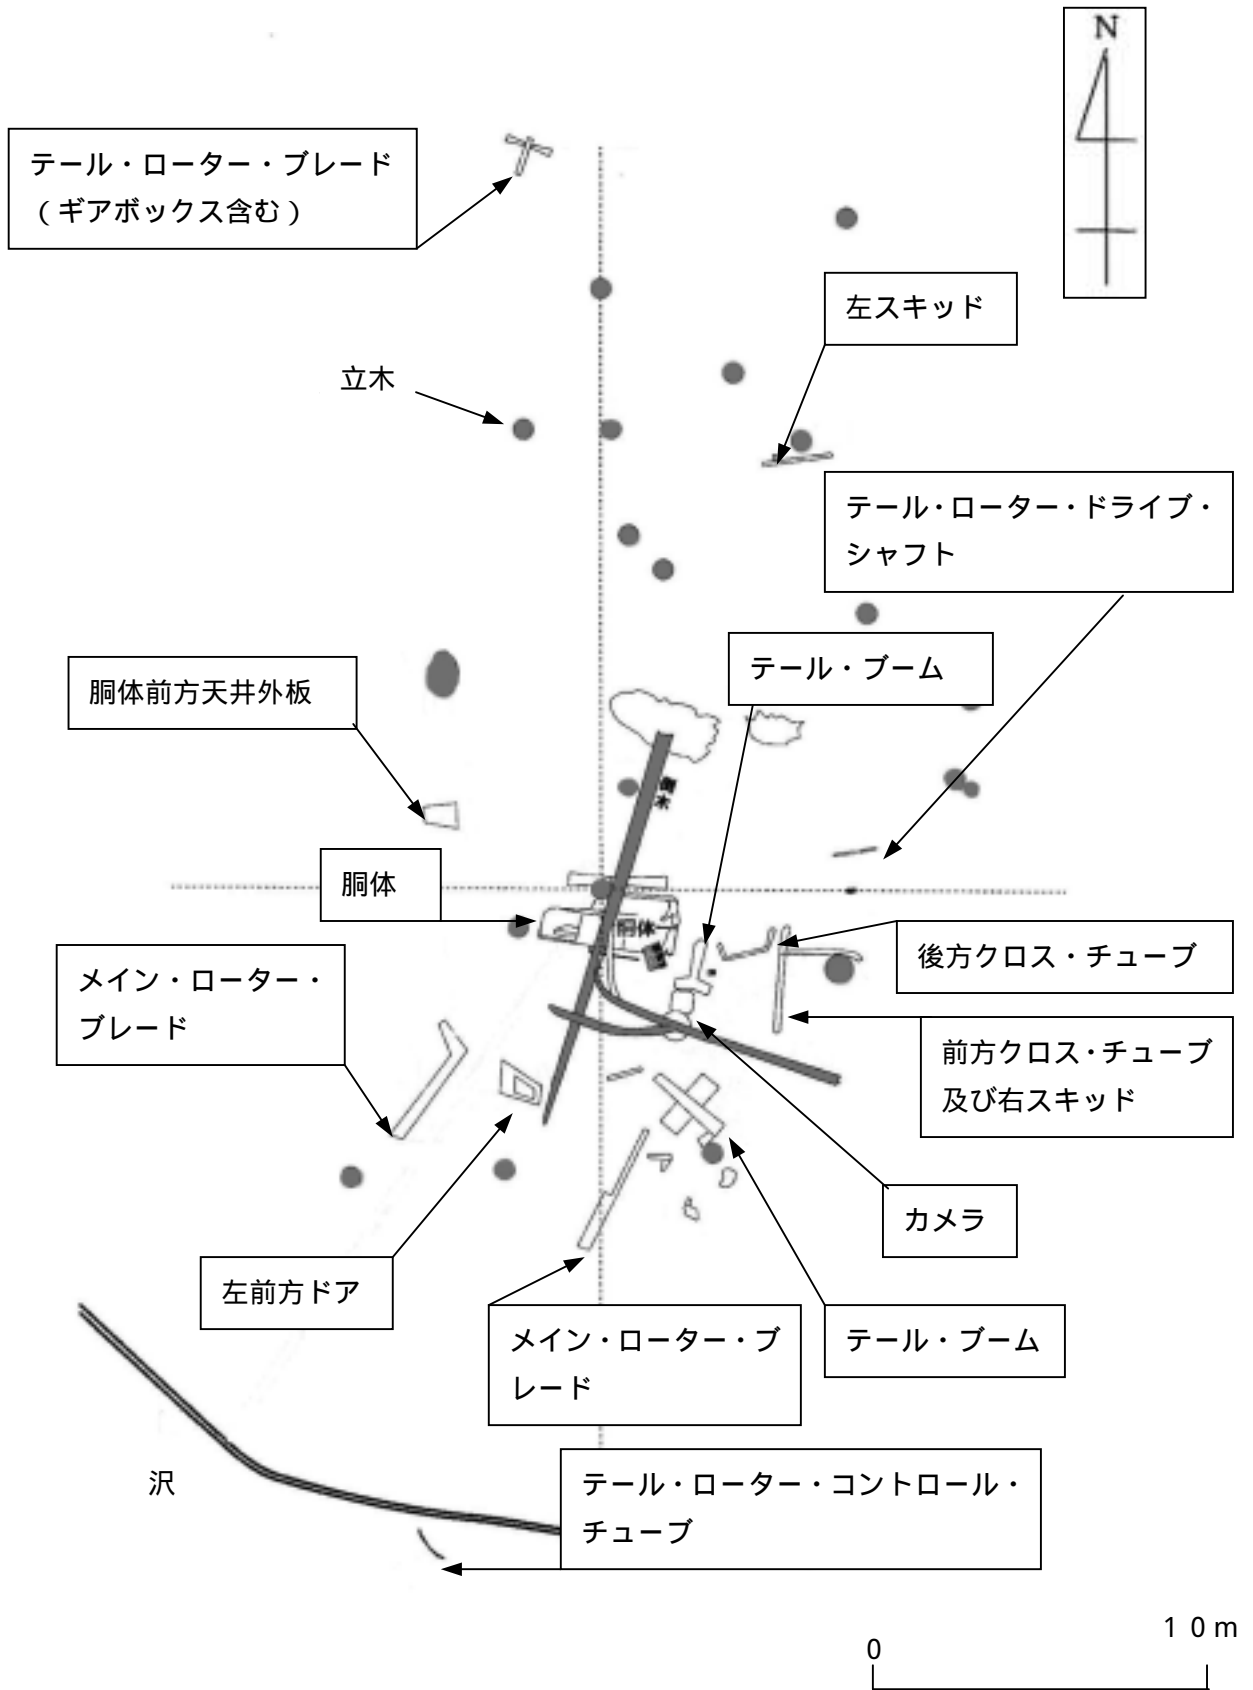 N
テール・ローター・ブレード
（ギアボックス含む）
左スキッド
立木
テール・ローター・ドライブ・
シャフト
テール・ブーム
胴体前方天井外板
倒木
胴体
胴体
後方クロス・チューブ
メイン・ローター・
ブレード
前方クロス・チューブ
及び右スキッド
カメラ
左前方ドア
メイン・ローター・ブ
レード
テール・ブーム
沢
テール・ローター・コントロール・
チューブ
0
１０m